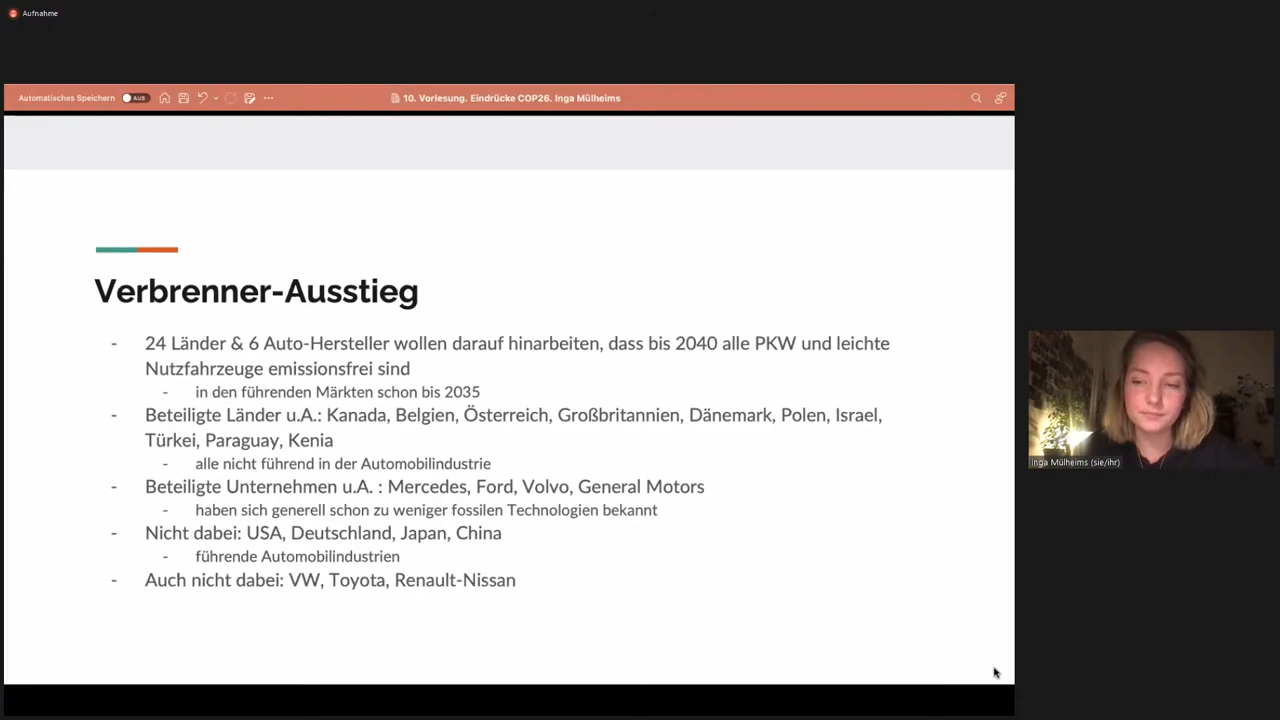 Aufnahme
Automatisches Speichern AUS
10. Vorlesung. Eindrücke COP26. Inga Mülheims
Verbrenner-Ausstieg
- 24 Länder & 6 Auto-Hersteller wollen darauf hinarbeiten, dass bis 2040 alle PKW und leichte
Nutzfahrzeuge emissionsfrei sind
- in den führenden Märkten schon bis 2035
- Beteiligte Länder u.A.: Kanada, Belgien, Österreich, Großbritannien, Dänemark, Polen, Israel,
Türkei, Paraguay, Kenia
- alle nicht führend in der Automobilindustrie
- Beteiligte Unternehmen u.A. : Mercedes, Ford, Volvo, General Motors
- haben sich generell schon zu weniger fossilen Technologien bekannt
- Nicht dabei: USA, Deutschland, Japan, China
- führende Automobilindustrien
- Auch nicht dabei: VW, Toyota, Renault-Nissan
Inga Mülheims (sie/ihr)